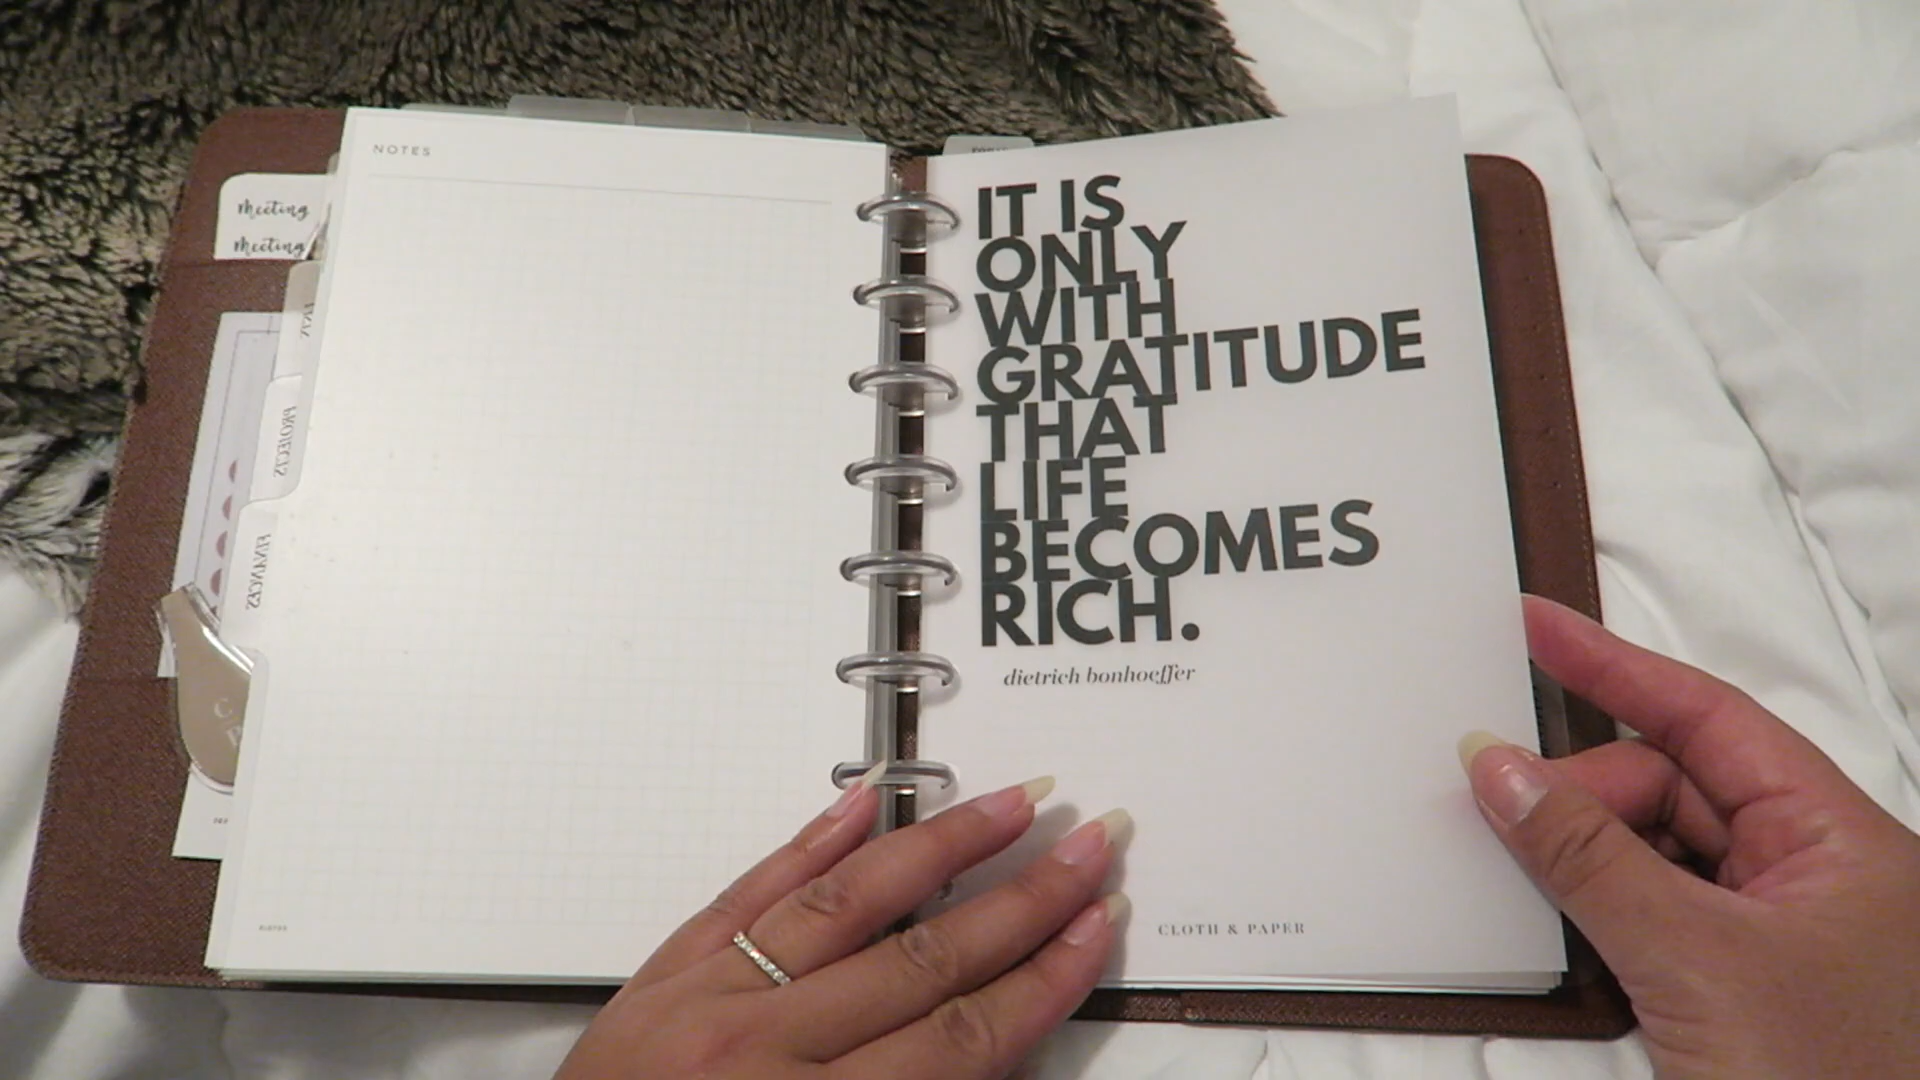 NOTES
Meeting
Meeting
PROJECTS
FINANCES
IT IS
ONLY
WITH
GRATITUDE
THAT
LIFE
BECOMES
RICH.
dietrich bonhoeffer
CLOTH & PAPER